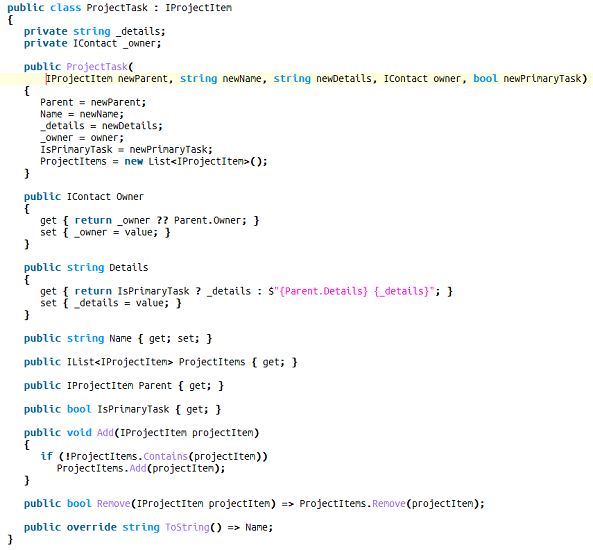 public class ProjectTask : IProjectItem
{
    private string _details;
    private IContact _owner;

    public ProjectTask(
        IProjectItem newParent, string newName, string newDetails, IContact owner, bool newPrimaryTask)
    {
        Parent = newParent;
        Name = newName;
        _details = newDetails;
        _owner = owner;
        IsPrimaryTask = newPrimaryTask;
        ProjectItems = new List<IProjectItem>();
    }

    public IContact Owner
    {
        get { return _owner ?? Parent.Owner; }
        set { _owner = value; }
    }

    public string Details
    {
        get { return IsPrimaryTask ? _details : $"{Parent.Details} {_details}"; }
        set { _details = value; }
    }

    public string Name { get; set; }

    public IList<IProjectItem> ProjectItems { get; }

    public IProjectItem Parent { get; }

    public bool IsPrimaryTask { get; }

    public void Add(IProjectItem projectItem)
    {
        if (!ProjectItems.Contains(projectItem))
            ProjectItems.Add(projectItem);
    }

    public bool Remove(IProjectItem projectItem) => ProjectItems.Remove(projectItem);

    public override string ToString() => Name;
}